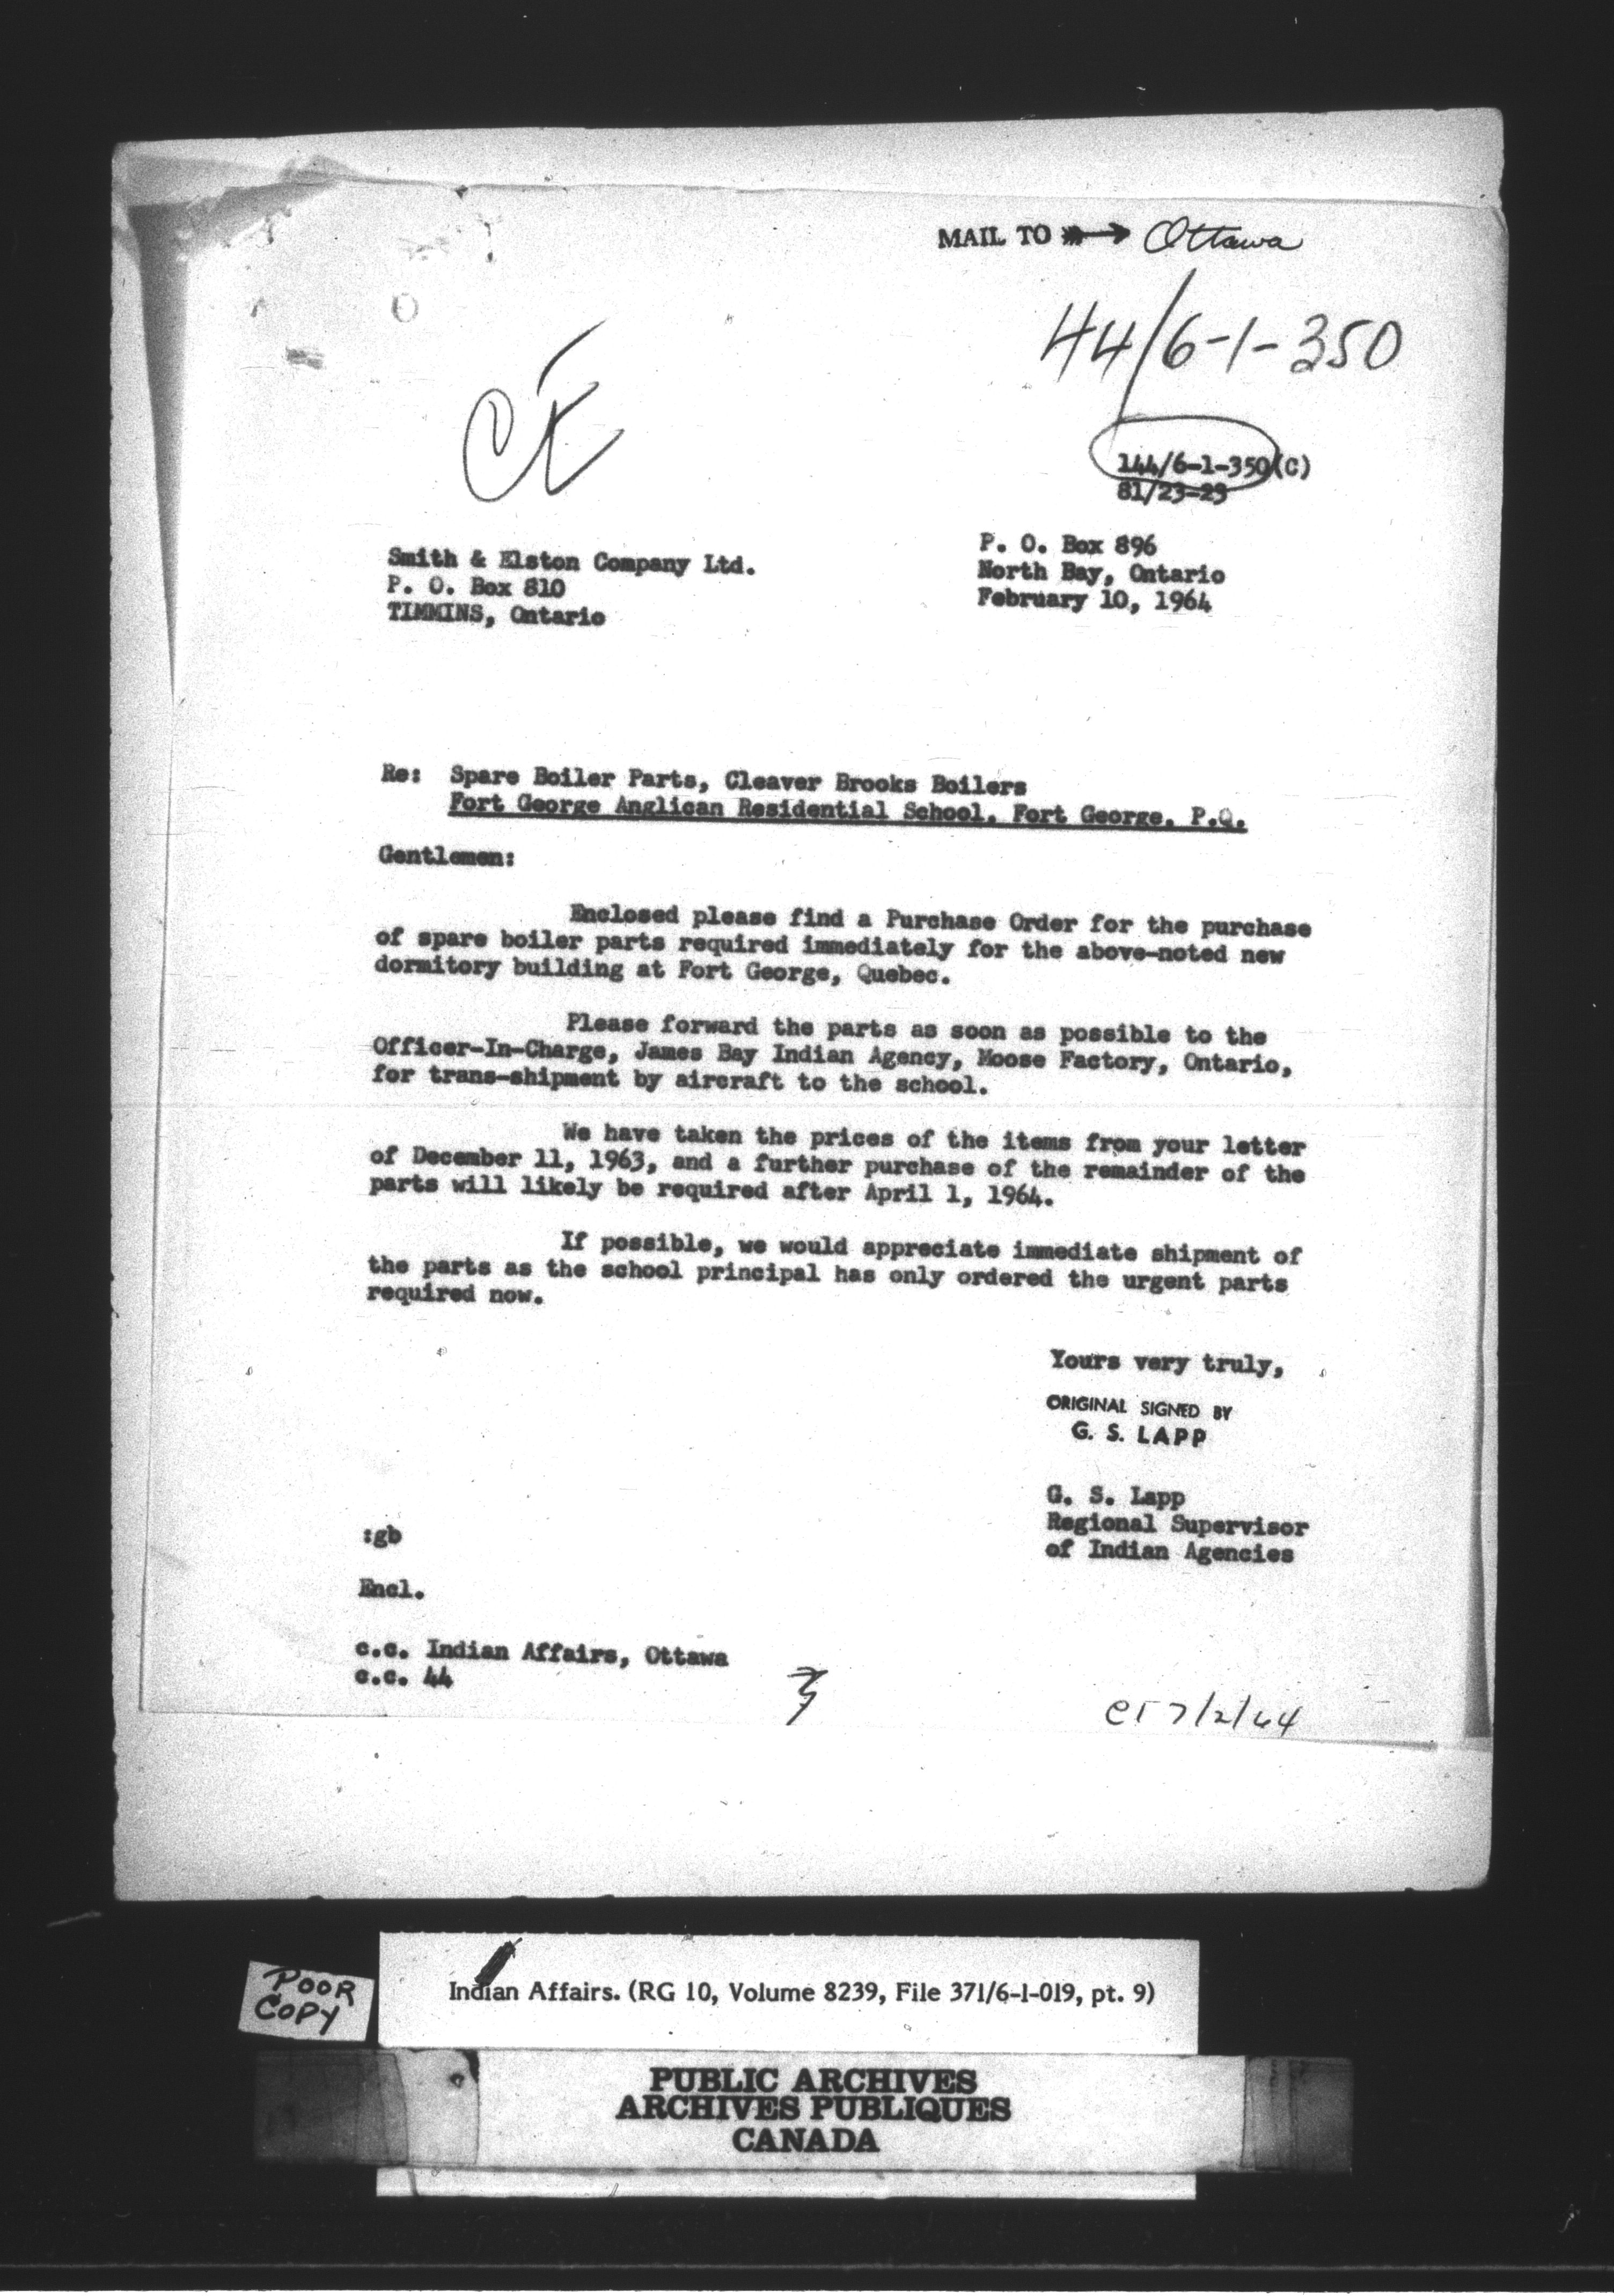 MAIL TO Ottawa
44/6-1-350
CE
144/6-1-350(C)
81/23-23
Smith & Elston Company Ltd.
P. O. Box 810
TIMMINS, Ontario
P. O. Box 896
North Bay, Ontario
February 10, 1964
Re: Spare Boiler Parts, Cleaver Brooks Boilers
Fort George Anglican Residential School, Fort George, P.Q.
Gentlemen:
Enclosed please find a Purchase Order for the purchase
of spare boiler parts required immediately for the above-noted new
dormitory building at Fort George, Quebec.
Please forward the parts as soon as possible to the
Officer-In-Charge, James Bay Indian Agency, Moose Factory, Ontario,
for trans-shipment by aircraft to the school.
We have taken the prices of the items from your letter
of December 11, 1963, and a further purchase of the remainder of the
parts will likely be required after April 1, 1964.
If possible, we would appreciate immediate shipment of
the parts as the school principal has only ordered the urgent parts
required now.
Yours very truly,
ORIGINAL SIGNED BY
G. S. LAPP
G. S. Lapp
Regional Supervisor
of Indian Agencies
:gb
Encl.
c.c. Indian Affairs, Ottawa
c.c. 44
7/2/64
POOR
COPY
Indian Affairs. (RG 10, Volume 8239, File 371/6-1-019, pt. 9)
PUBLIC ARCHIVES
ARCHIVES PUBLIQUES
CANADA